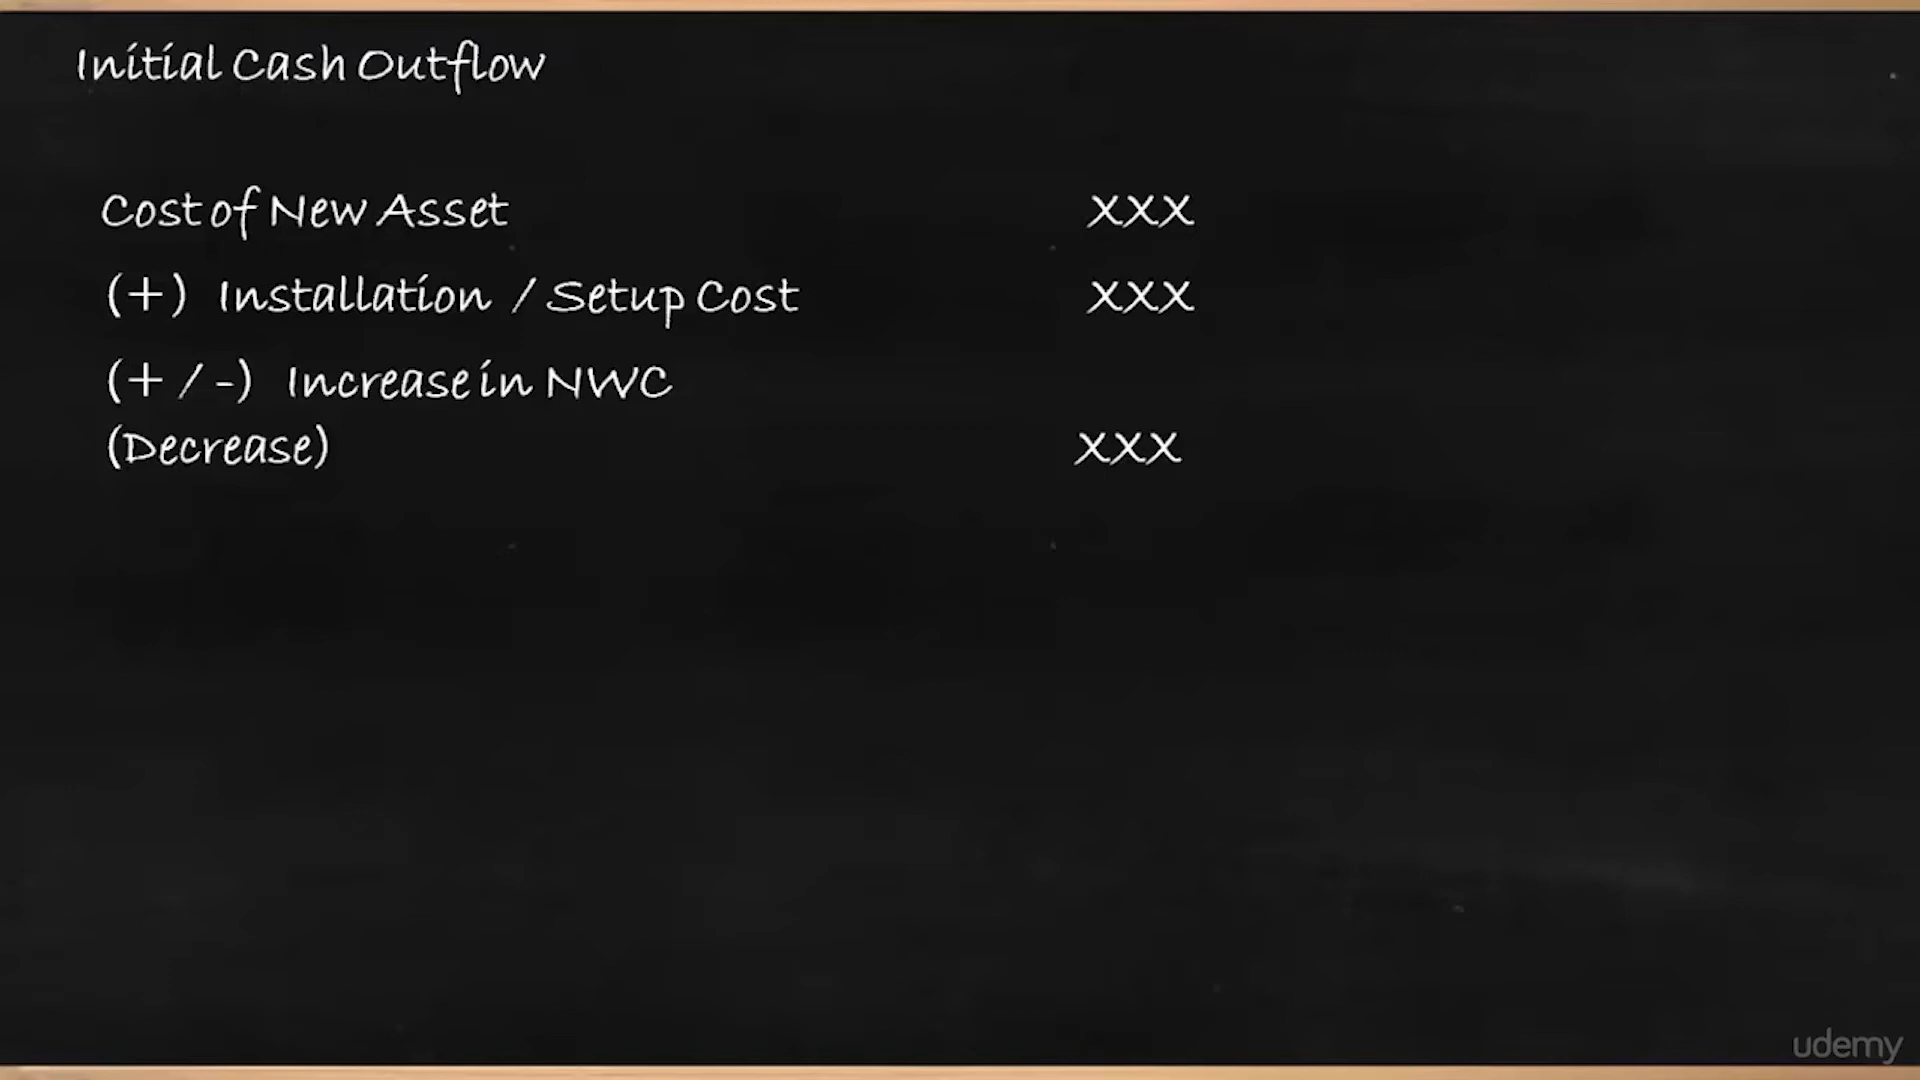 Initial Cash Outflow
Cost of New Asset XXX
(+) Installation / Setup Cost XXX
(+ / -) Increase in NWC
(Decrease) XXX
udemy